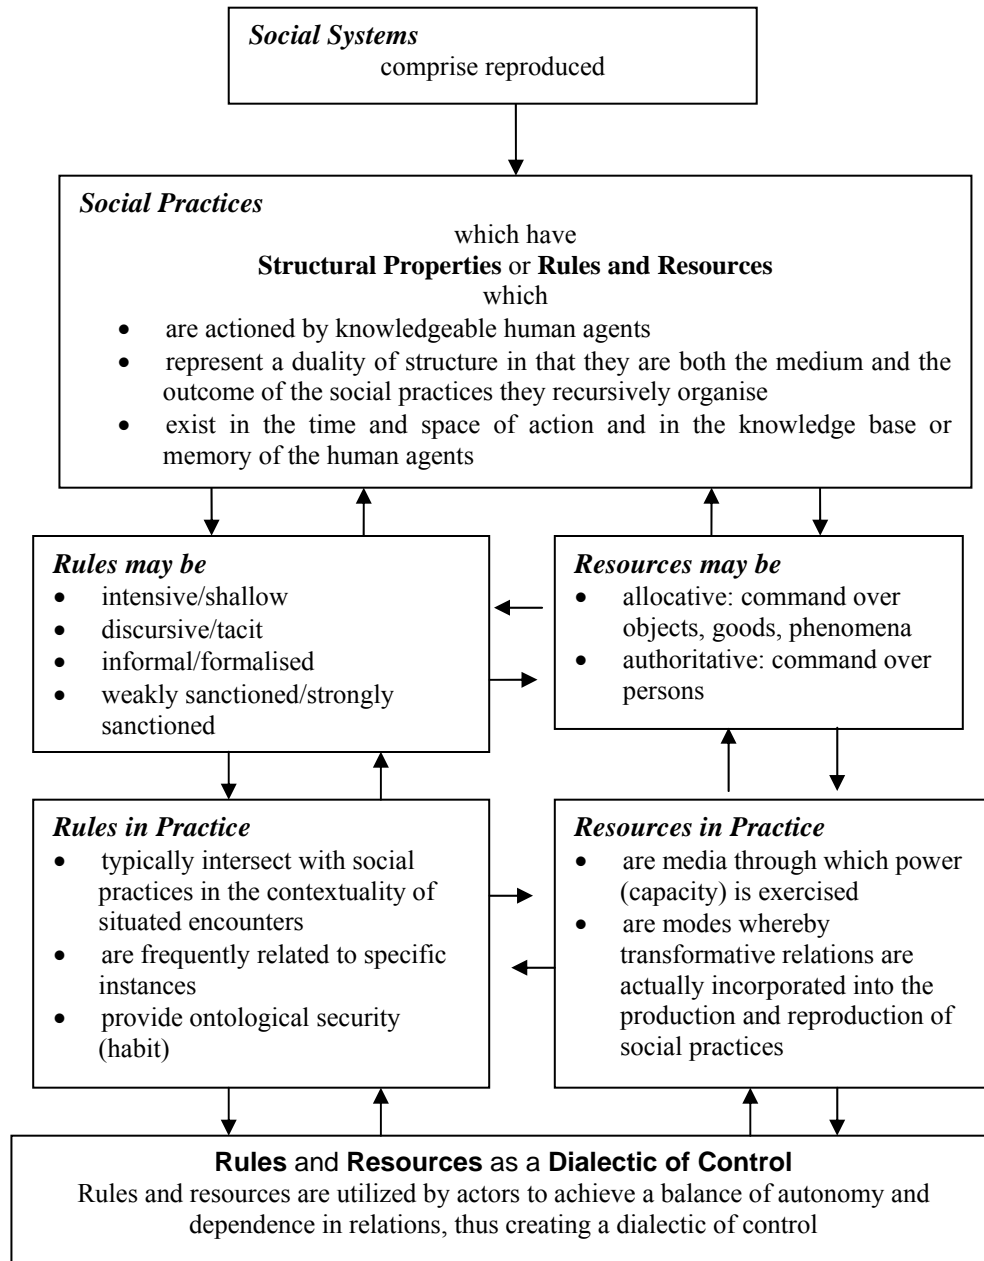 Social Systems
comprise reproduced
Social Practices
which have
Structural Properties or Rules and Resources
which
• are actioned by knowledgeable human agents
• represent a duality of structure in that they are both the medium and the
outcome of the social practices they recursively organise
• exist in the time and space of action and in the knowledge base or
memory of the human agents
Rules may be
• intensive/shallow
• discursive/tacit
• informal/formalised
• weakly sanctioned/strongly
sanctioned
Resources may be
• allocative: command over
objects, goods, phenomena
• authoritative: command over
persons
Rules in Practice
• typically intersect with social
practices in the contextuality of
situated encounters
• are frequently related to specific
instances
• provide ontological security
(habit)
Resources in Practice
• are media through which power
(capacity) is exercised
• are modes whereby
transformative relations are
actually incorporated into the
production and reproduction of
social practices
Rules and Resources as a Dialectic of Control
Rules and resources are utilized by actors to achieve a balance of autonomy and
dependence in relations, thus creating a dialectic of control